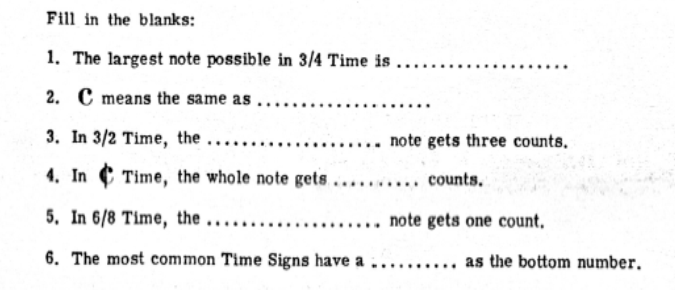 Fill in the blanks:
1. The largest note possible in 3/4 Time is ....................
2. C means the same as ....................
3. In 3/2 Time, the .................... note gets three counts.
4. In ¢ Time, the whole note gets .......... counts.
5. In 6/8 Time, the .................... note gets one count.
6. The most common Time Signs have a .......... as the bottom number.